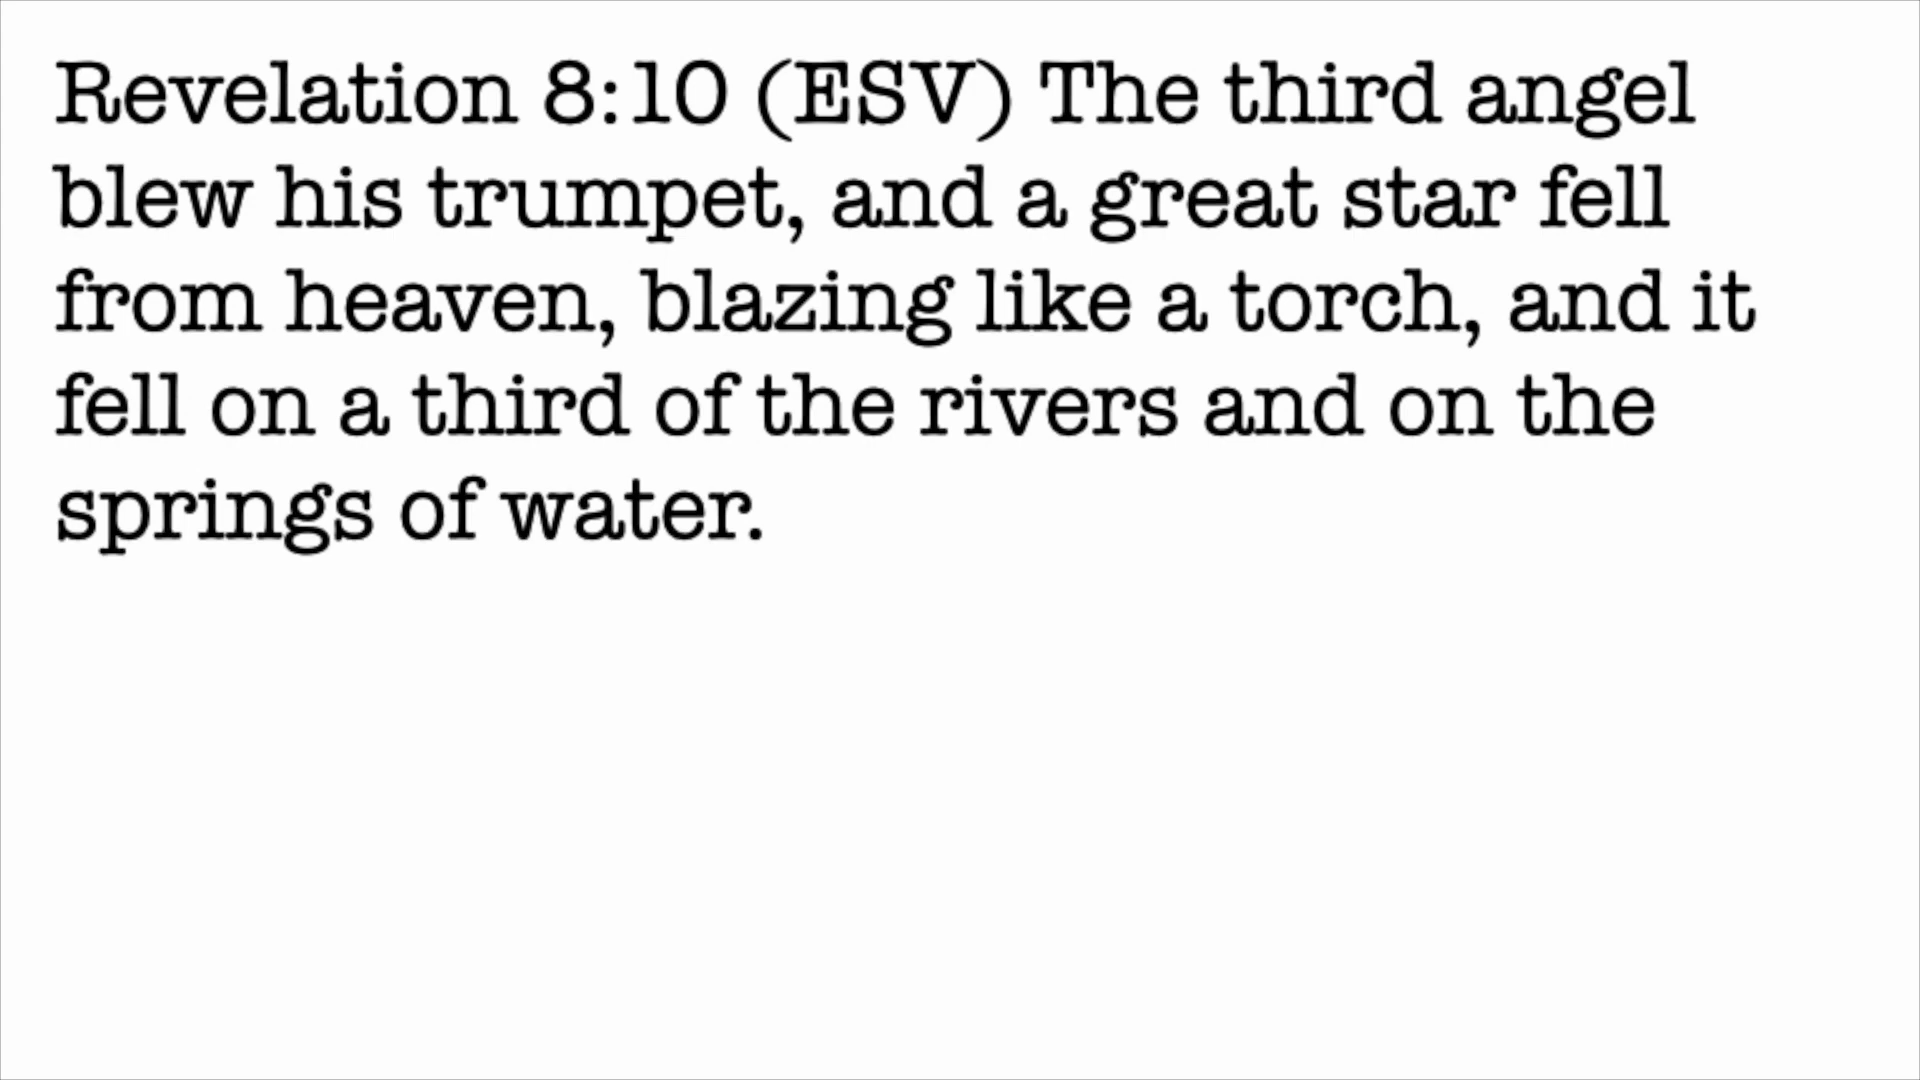 Revelation 8:10 (ESV) The third angel
blew his trumpet, and a great star fell
from heaven, blazing like a torch, and it
fell on a third of the rivers and on the
springs of water.